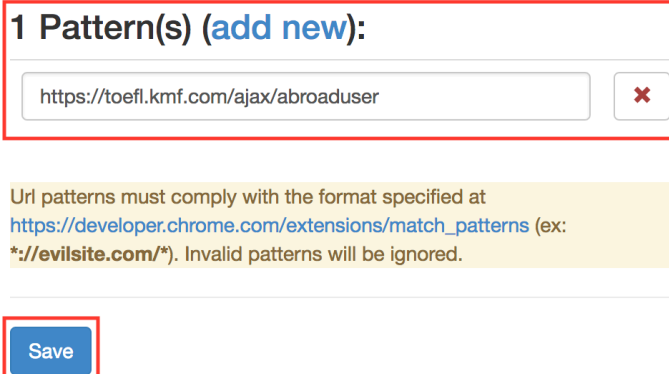 1 Pattern(s) (add new):
https://toefl.kmf.com/ajax/abroaduser
Url patterns must comply with the format specified at
https://developer.chrome.com/extensions/match_patterns (ex:
*://evilsite.com/*). Invalid patterns will be ignored.
Save